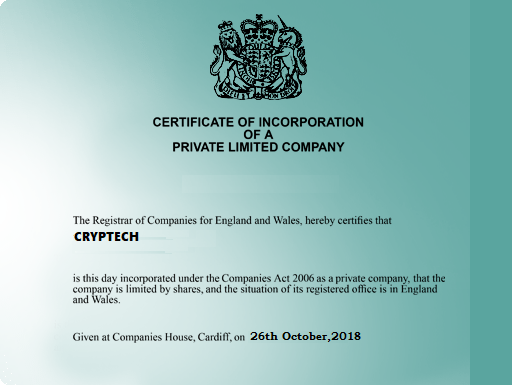 CERTIFICATE OF INCORPORATION
OF A
PRIVATE LIMITED COMPANY
The Registrar of Companies for England and Wales, hereby certifies that
CRYPTECH
is this day incorporated under the Companies Act 2006 as a private company, that the
company is limited by shares, and the situation of its registered office is in England
and Wales.
Given at Companies House, Cardiff, on 26th October,2018